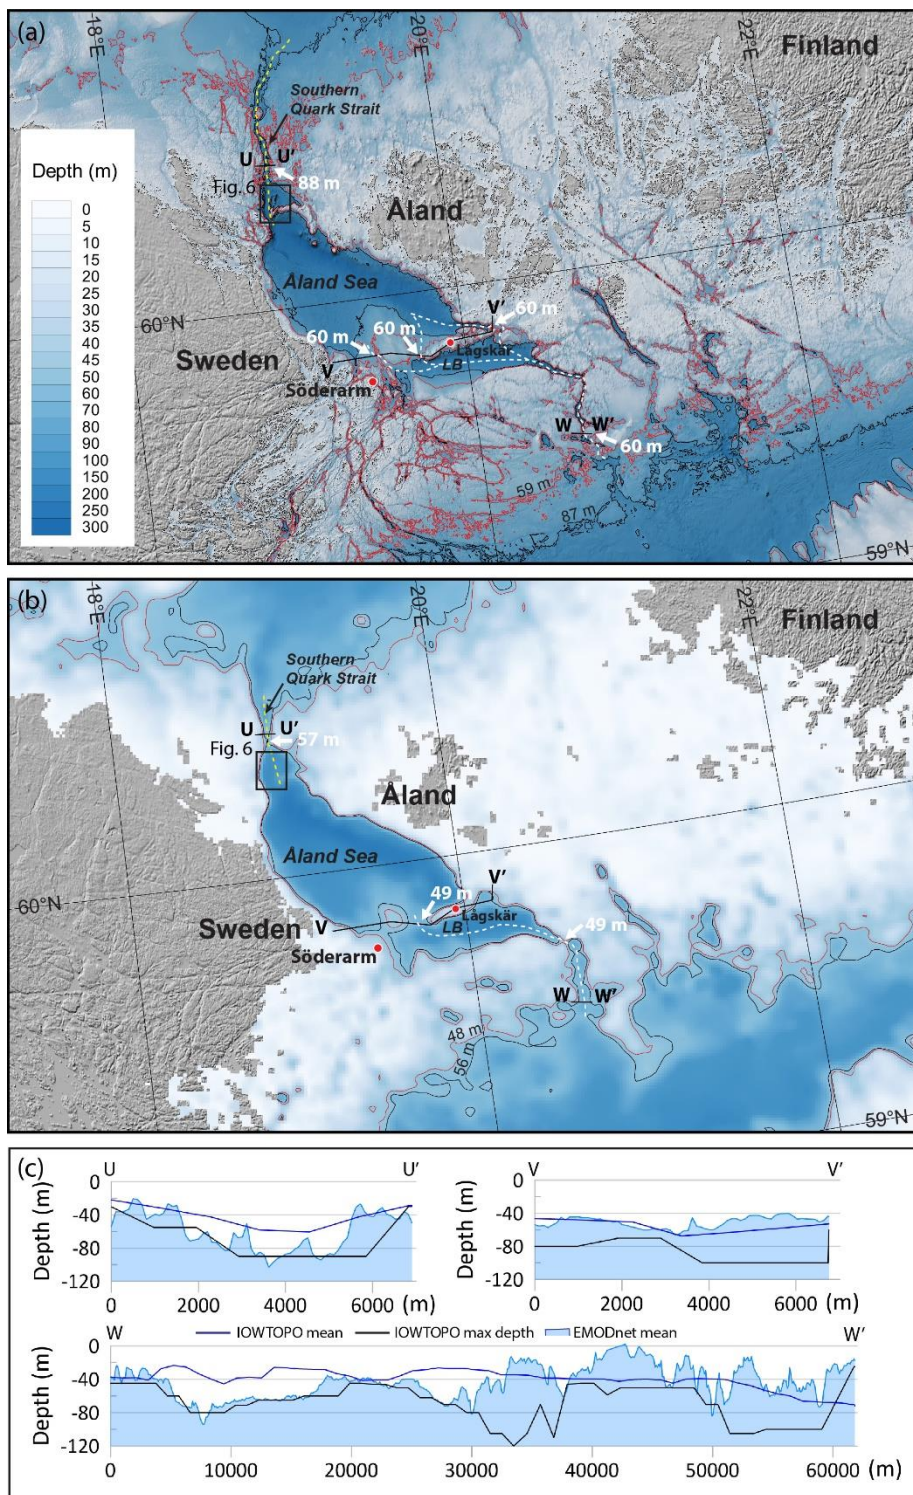 (a)
18°E
20°E
22°E
Finland
Southern
Quark Strait
Depth (m)
0
5
10
15
20
25
30
35
40
45
50
60
70
80
90
100
150
200
250
300
U U’
Fig. 6
88 m
Åland
Åland Sea
60°N
V’
60 m
60 m
60 m
Lågskär
LB
Sweden
V
Söderarm
W W’
60 m
59 m
87 m
59°N
(b)
18°E
20°E
22°E
Finland
Southern
Quark Strait
U U’
57 m
Fig. 6
Åland
Åland Sea
60°N
V’
49 m
Lågskär
LB
Sweden
V
49 m
Söderarm
W W’
48 m
56 m
59°N
(c)
U U’
Depth (m)
0
-40
-80
-120
0 2000 4000 6000 (m)
V V’
Depth (m)
0
-40
-80
-120
0 2000 4000 6000 (m)
W W’
IOWTOPO mean IOWTOPO max depth EMODnet mean
Depth (m)
0
-40
-80
-120
0 10000 20000 30000 40000 50000 60000 (m)